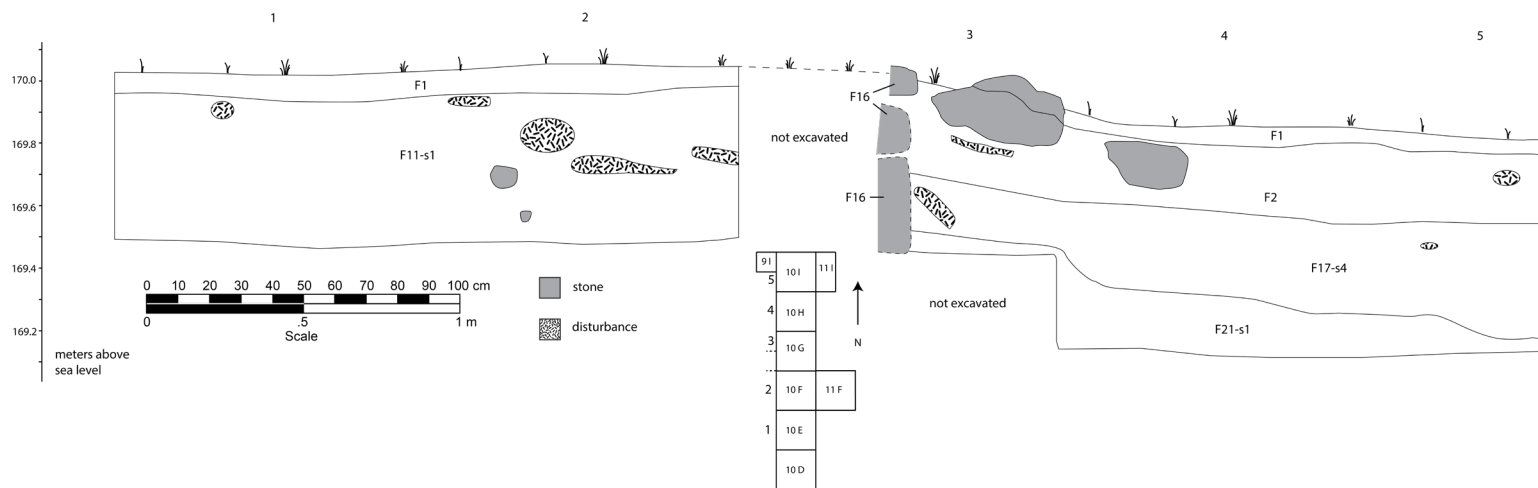 1 2 3 4 5
170.0
169.8
169.6
169.4
169.2
meters above
sea level
F1
F11-s1
not excavated
F16
F16
F1
F2
F17-s4
F21-s1
not excavated
0 10 20 30 40 50 60 70 80 90 100 cm
0 .5 1 m
Scale
stone
disturbance
9 I 10 I 11 I
5
4 10 H
3 10 G
2 10 F 11 F
1 10 E
10 D
N